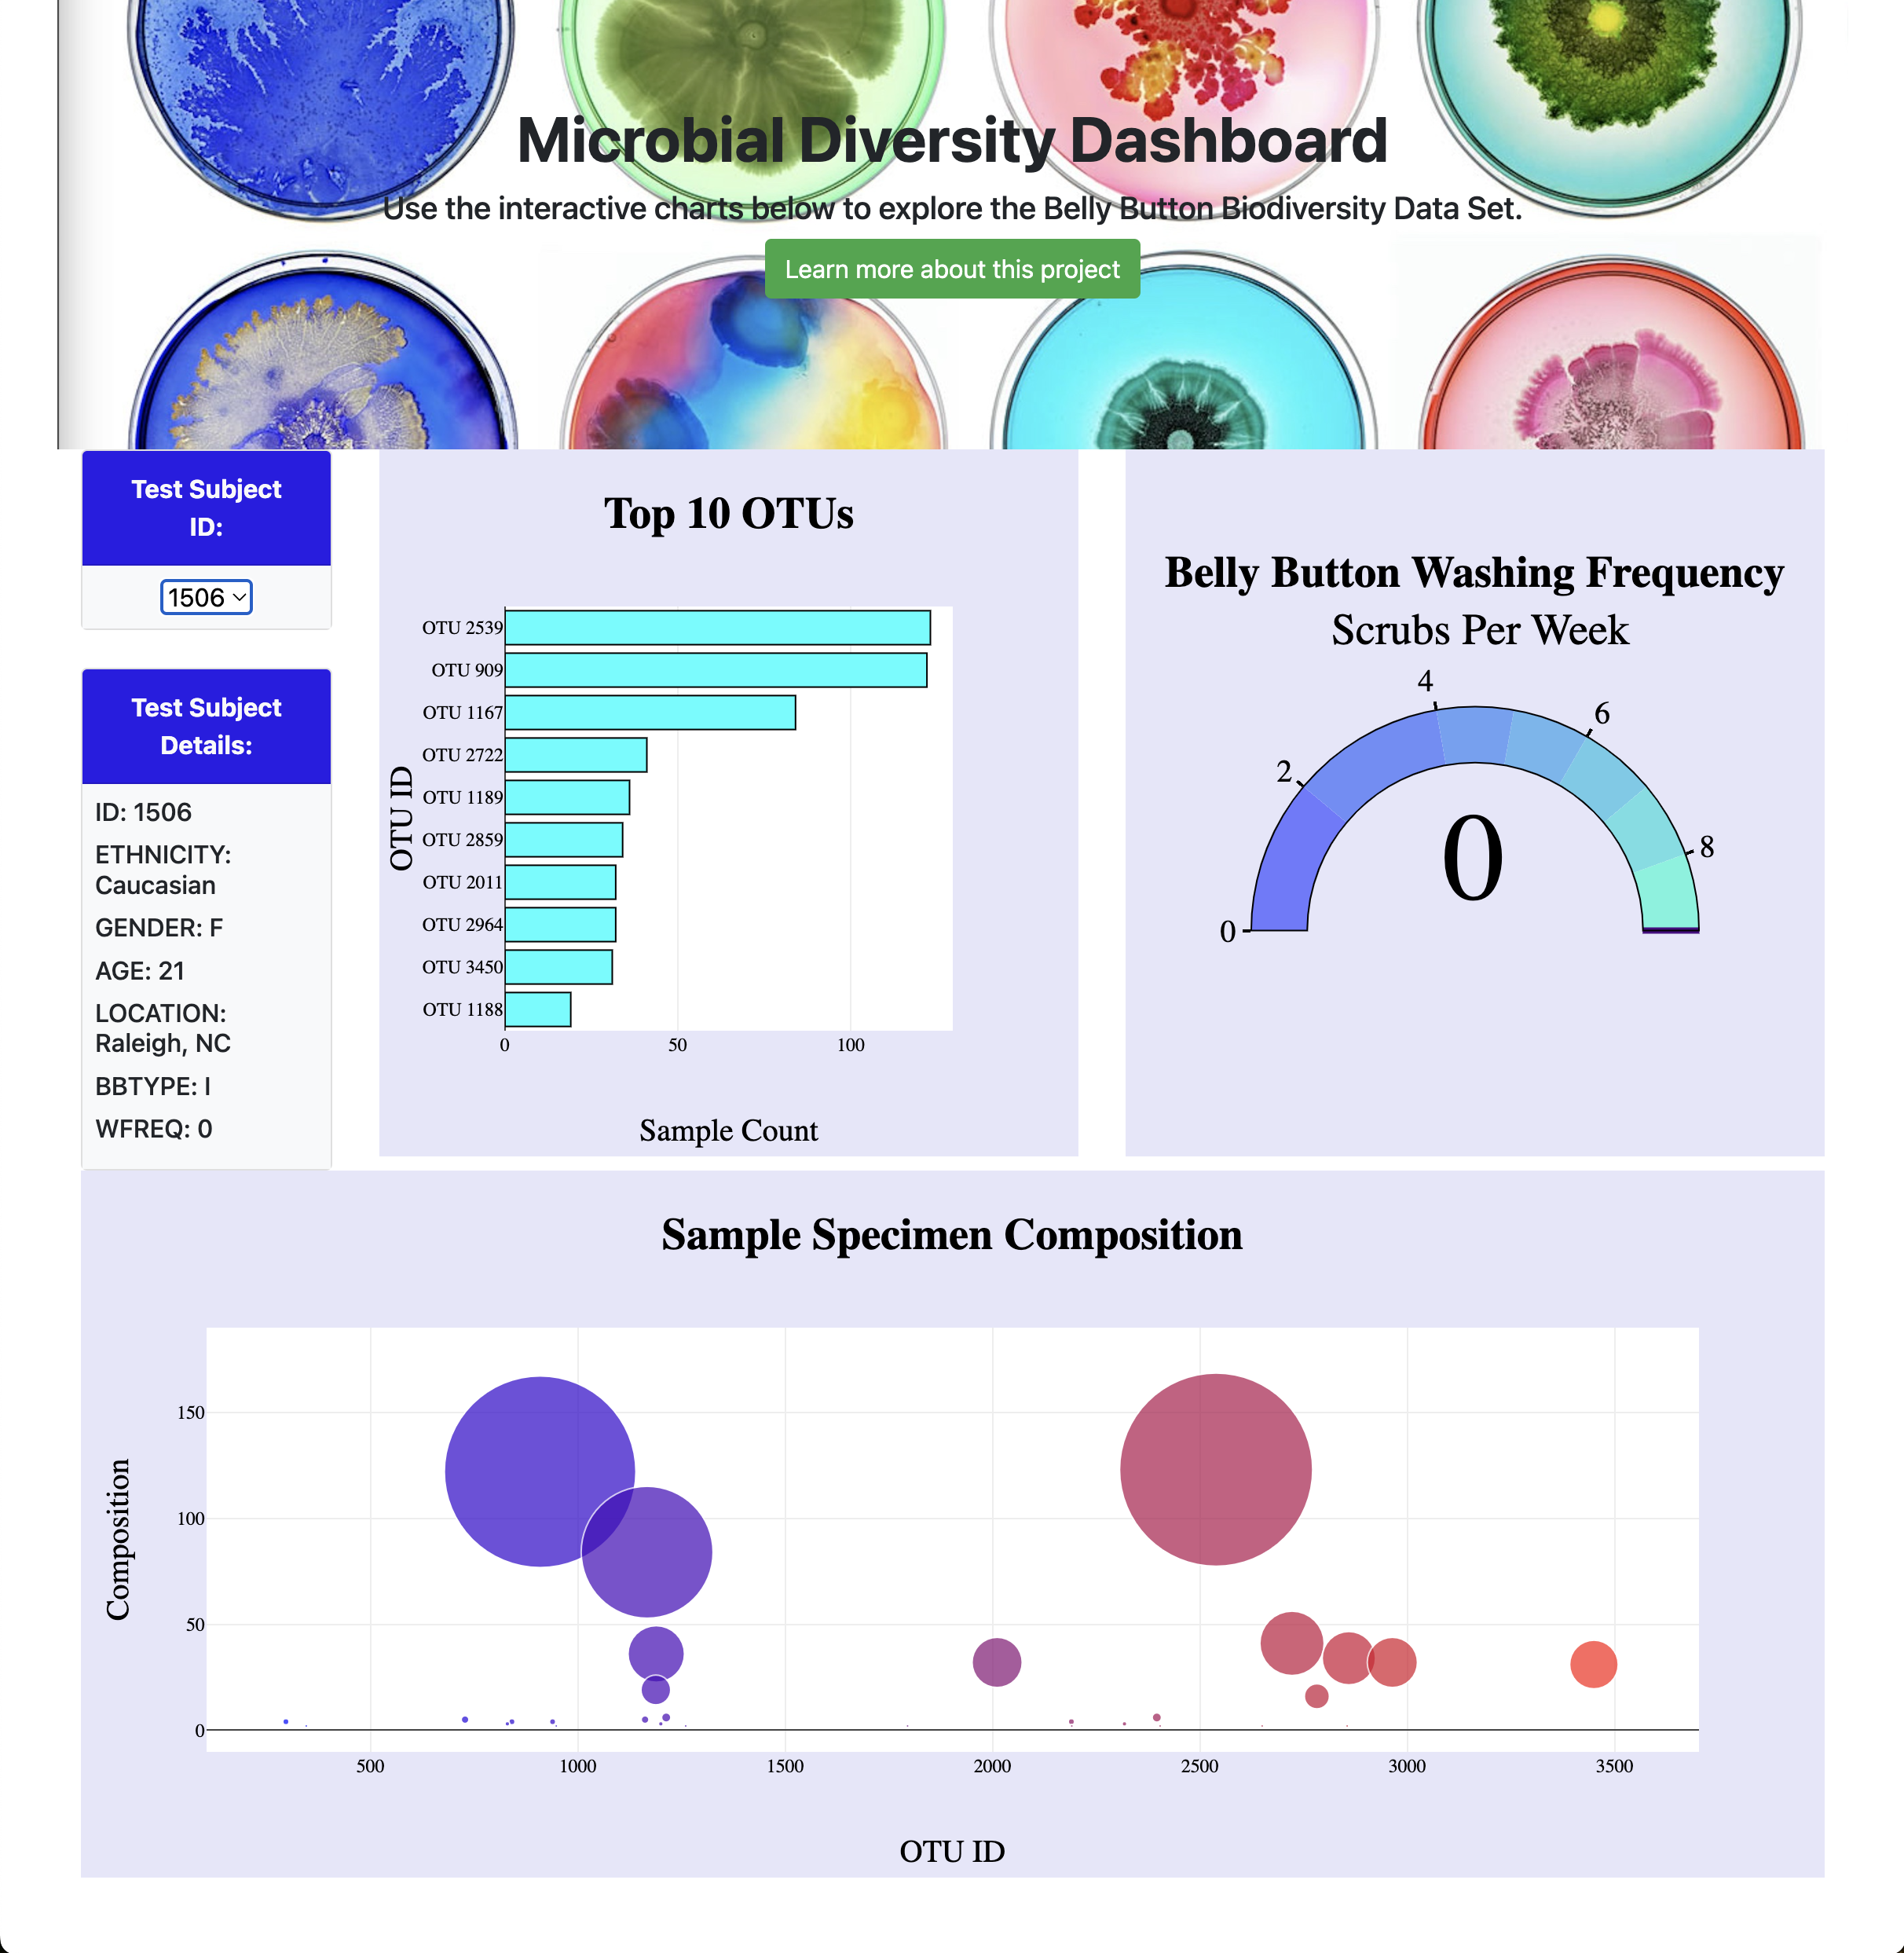 Microbial Diversity Dashboard
Use the interactive charts below to explore the Belly Button Biodiversity Data Set.
Learn more about this project
Test Subject
ID:
1506
Test Subject
Details:
ID: 1506
ETHNICITY:
Caucasian
GENDER: F
AGE: 21
LOCATION:
Raleigh, NC
BBTYPE: I
WFREQ: 0
Top 10 OTUs
OTU ID
OTU 2539
OTU 909
OTU 1167
OTU 2722
OTU 1189
OTU 2859
OTU 2011
OTU 2964
OTU 3450
OTU 1188
0 50 100
Sample Count
Belly Button Washing Frequency
Scrubs Per Week
0
2
4
6
8
0
Sample Specimen Composition
Composition
150
100
50
0
500 1000 1500 2000 2500 3000 3500
OTU ID